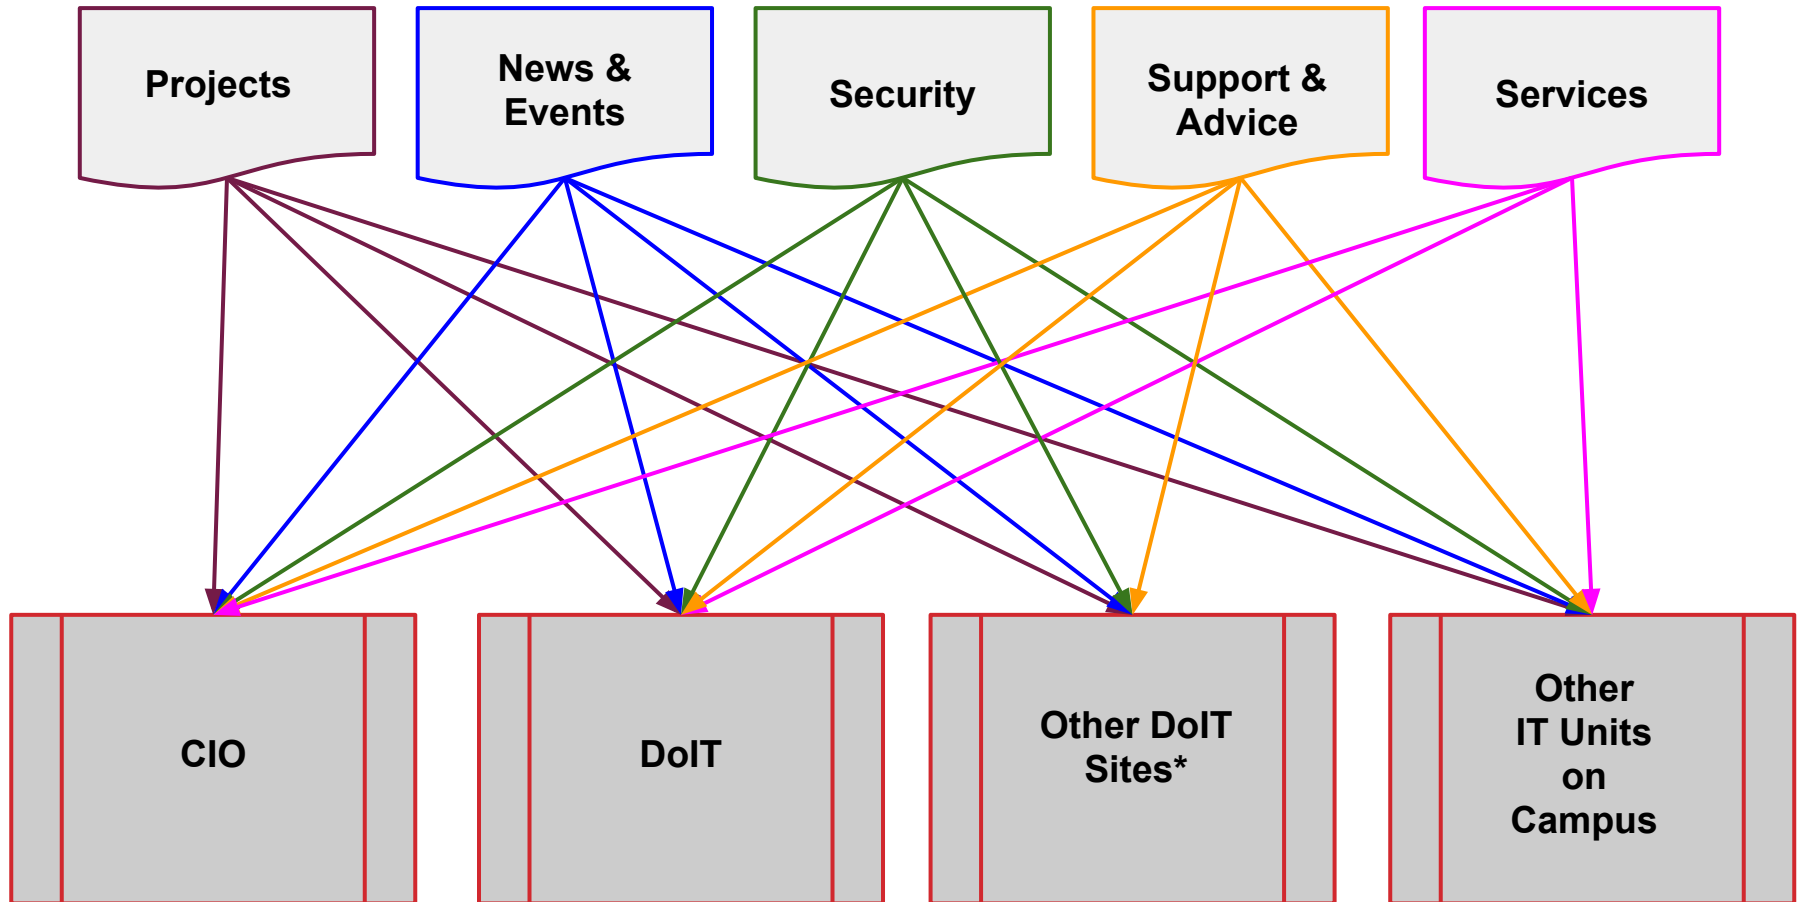 Projects
News &
Events
Security
Support &
Advice
Services
CIO
DoIT
Other DoIT
Sites*
Other
IT Units
on
Campus